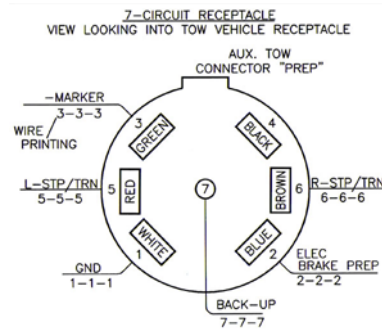 7-CIRCUIT RECEPTACLE
VIEW LOOKING INTO TOW VEHICLE RECEPTACLE
AUX. TOW
CONNECTOR "PREP"
-MARKER
3-3-3
WIRE
PRINTING
3
GREEN
4
BLACK
L-STP/TRN
5-5-5
5
RED
7
BROWN
6
R-STP/TRN
6-6-6
WHITE
1
BLUE
2
GND
1-1-1
ELEC
BRAKE PREP
2-2-2
BACK-UP
7-7-7